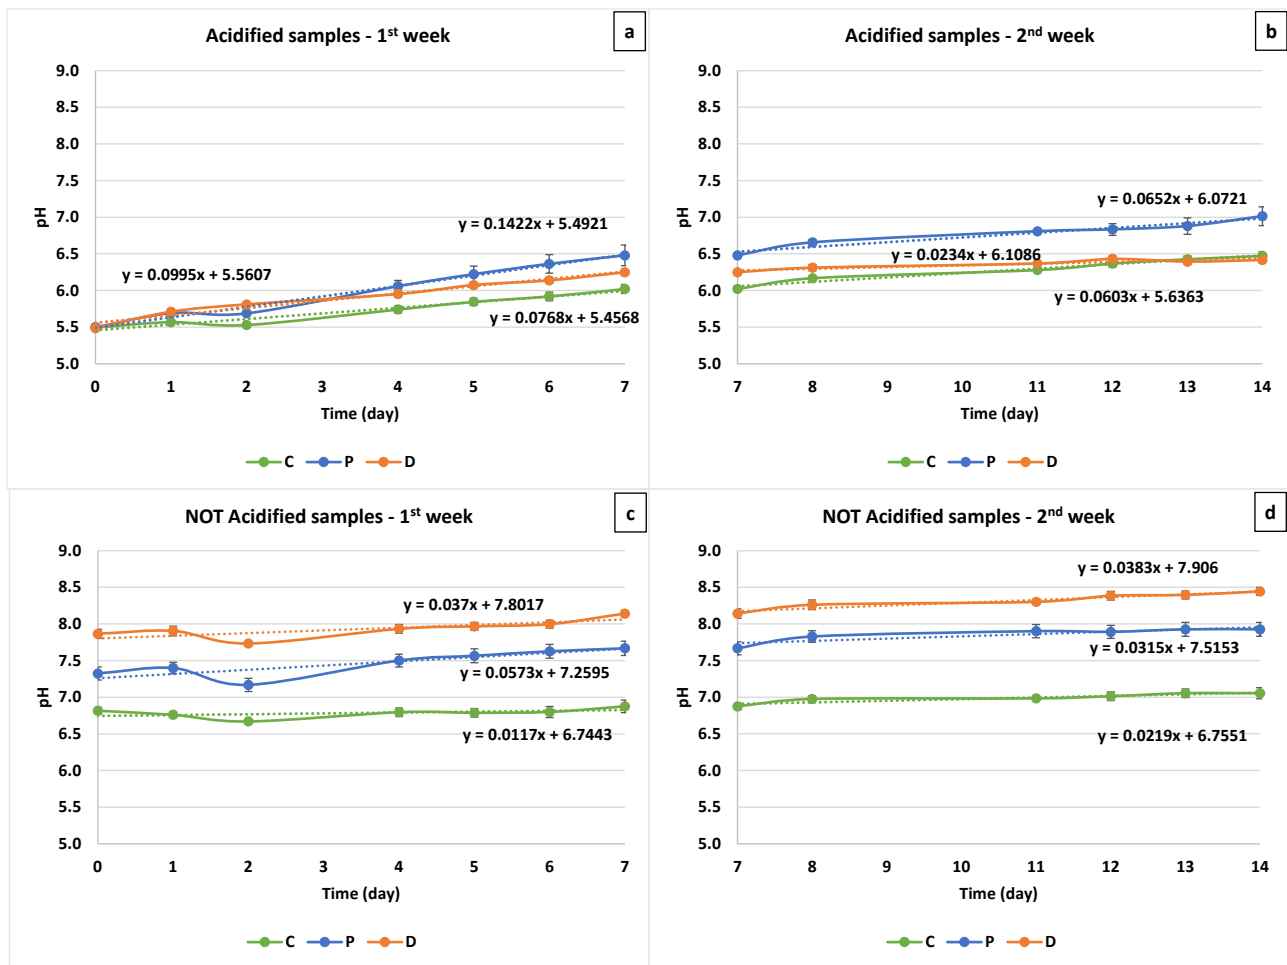 Acidified samples - 1st week
a
9.0
8.5
8.0
7.5
7.0
6.5
6.0
5.5
5.0
pH
y = 0.1422x + 5.4921
y = 0.0995x + 5.5607
y = 0.0768x + 5.4568
0 1 2 3 4 5 6 7
Time (day)
C P D
Acidified samples - 2nd week
b
9.0
8.5
8.0
7.5
7.0
6.5
6.0
5.5
5.0
pH
y = 0.0652x + 6.0721
y = 0.0234x + 6.1086
y = 0.0603x + 5.6363
7 8 9 10 11 12 13 14
Time (day)
C P D
NOT Acidified samples - 1st week
c
9.0
8.5
8.0
7.5
7.0
6.5
6.0
5.5
5.0
pH
y = 0.037x + 7.8017
y = 0.0573x + 7.2595
y = 0.0117x + 6.7443
0 1 2 3 4 5 6 7
Time (day)
C P D
NOT Acidified samples - 2nd week
d
9.0
8.5
8.0
7.5
7.0
6.5
6.0
5.5
5.0
pH
y = 0.0383x + 7.906
y = 0.0315x + 7.5153
y = 0.0219x + 6.7551
7 8 9 10 11 12 13 14
Time (day)
C P D